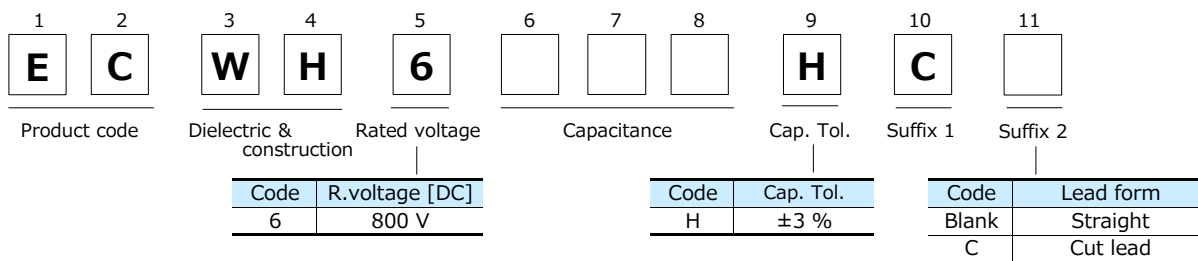 1 2 3 4 5 6 7 8 9 10 11
E C W H 6 H C
Product code Dielectric & construction Rated voltage Capacitance Cap. Tol. Suffix 1 Suffix 2
Code R.voltage [DC]
6 800 V
Code Cap. Tol.
H ±3 %
Code Lead form
Blank Straight
C Cut lead